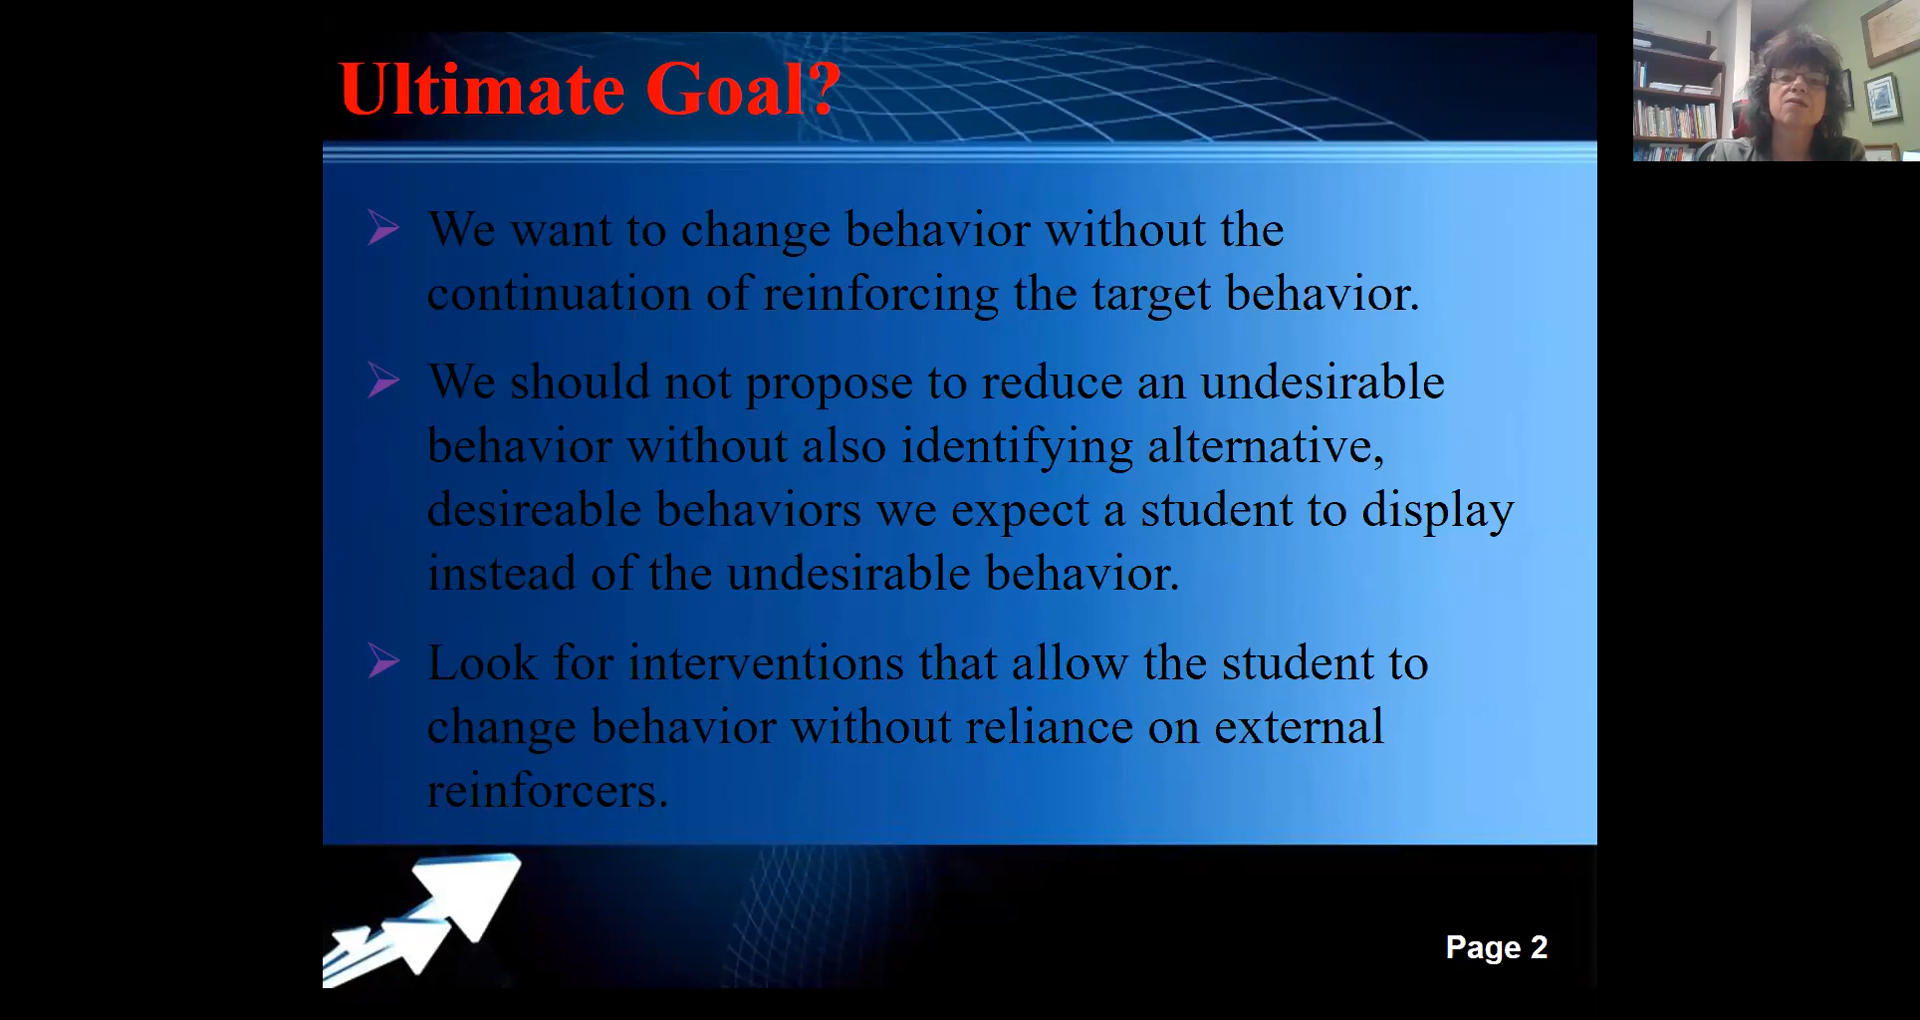 Ultimate Goal?
We want to change behavior without the
continuation of reinforcing the target behavior.
We should not propose to reduce an undesirable
behavior without also identifying alternative,
desireable behaviors we expect a student to display
instead of the undesirable behavior.
Look for interventions that allow the student to
change behavior without reliance on external
reinforcers.
Page 2